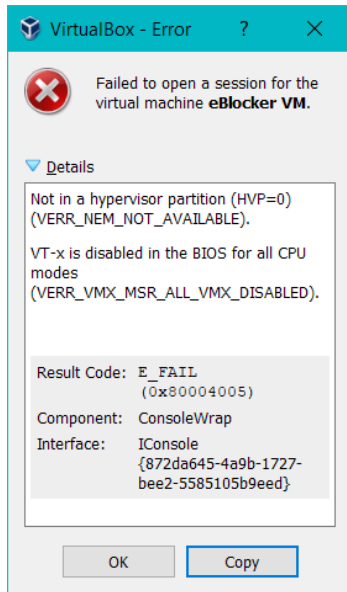 VirtualBox - Error ? ×
Failed to open a session for the
virtual machine eBlocker VM.
Details
Not in a hypervisor partition (HVP=0)
(VERR_NEM_NOT_AVAILABLE).
VT-x is disabled in the BIOS for all CPU
modes
(VERR_VMX_MSR_ALL_VMX_DISABLED).
Result Code: E_FAIL
(0x80004005)
Component: ConsoleWrap
Interface: IConsole
{872da645-4a9b-1727-
bee2-5585105b9eed}
OK Copy